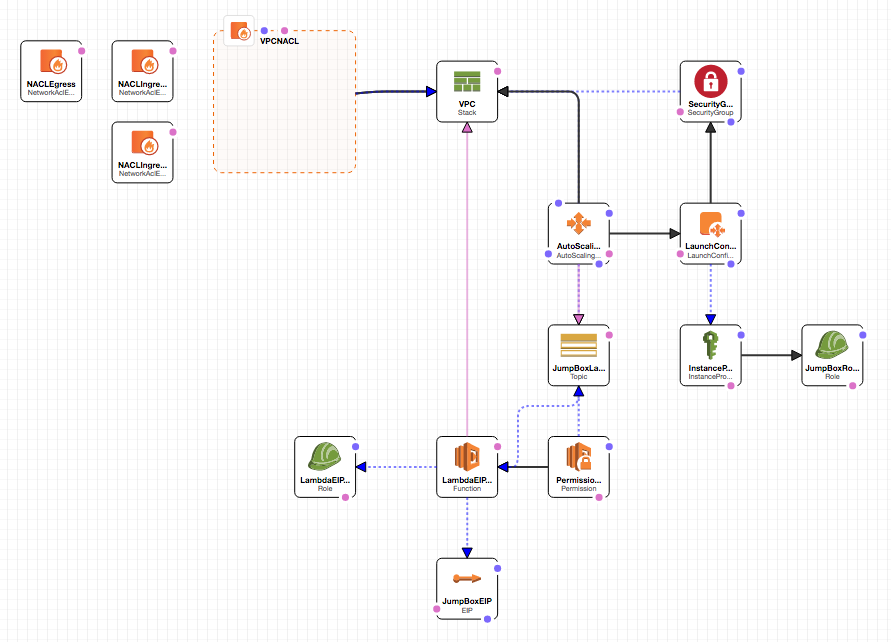 VPCNACL
NACLEgress
NetworkAclE...
NACLIngre...
NetworkAclE...
VPC
Stack
SecurityG...
SecurityGroup
NACLIngre...
NetworkAclE...
AutoScali...
AutoScaling...
LaunchCon...
LaunchConfi...
JumpBoxLa...
Topic
InstanceP...
InstancePro...
JumpBoxRo...
Role
LambdaEIP...
Role
LambdaEIP...
Function
Permissio...
Permission
JumpBoxEIP
EIP